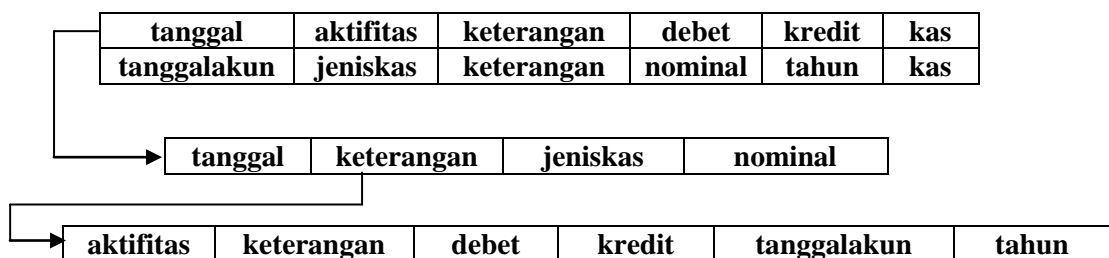 tanggal aktifitas keterangan debet kredit kas
tanggalakun jeniskas keterangan nominal tahun kas
tanggal keterangan jeniskas nominal
aktifitas keterangan debet kredit tanggalakun tahun